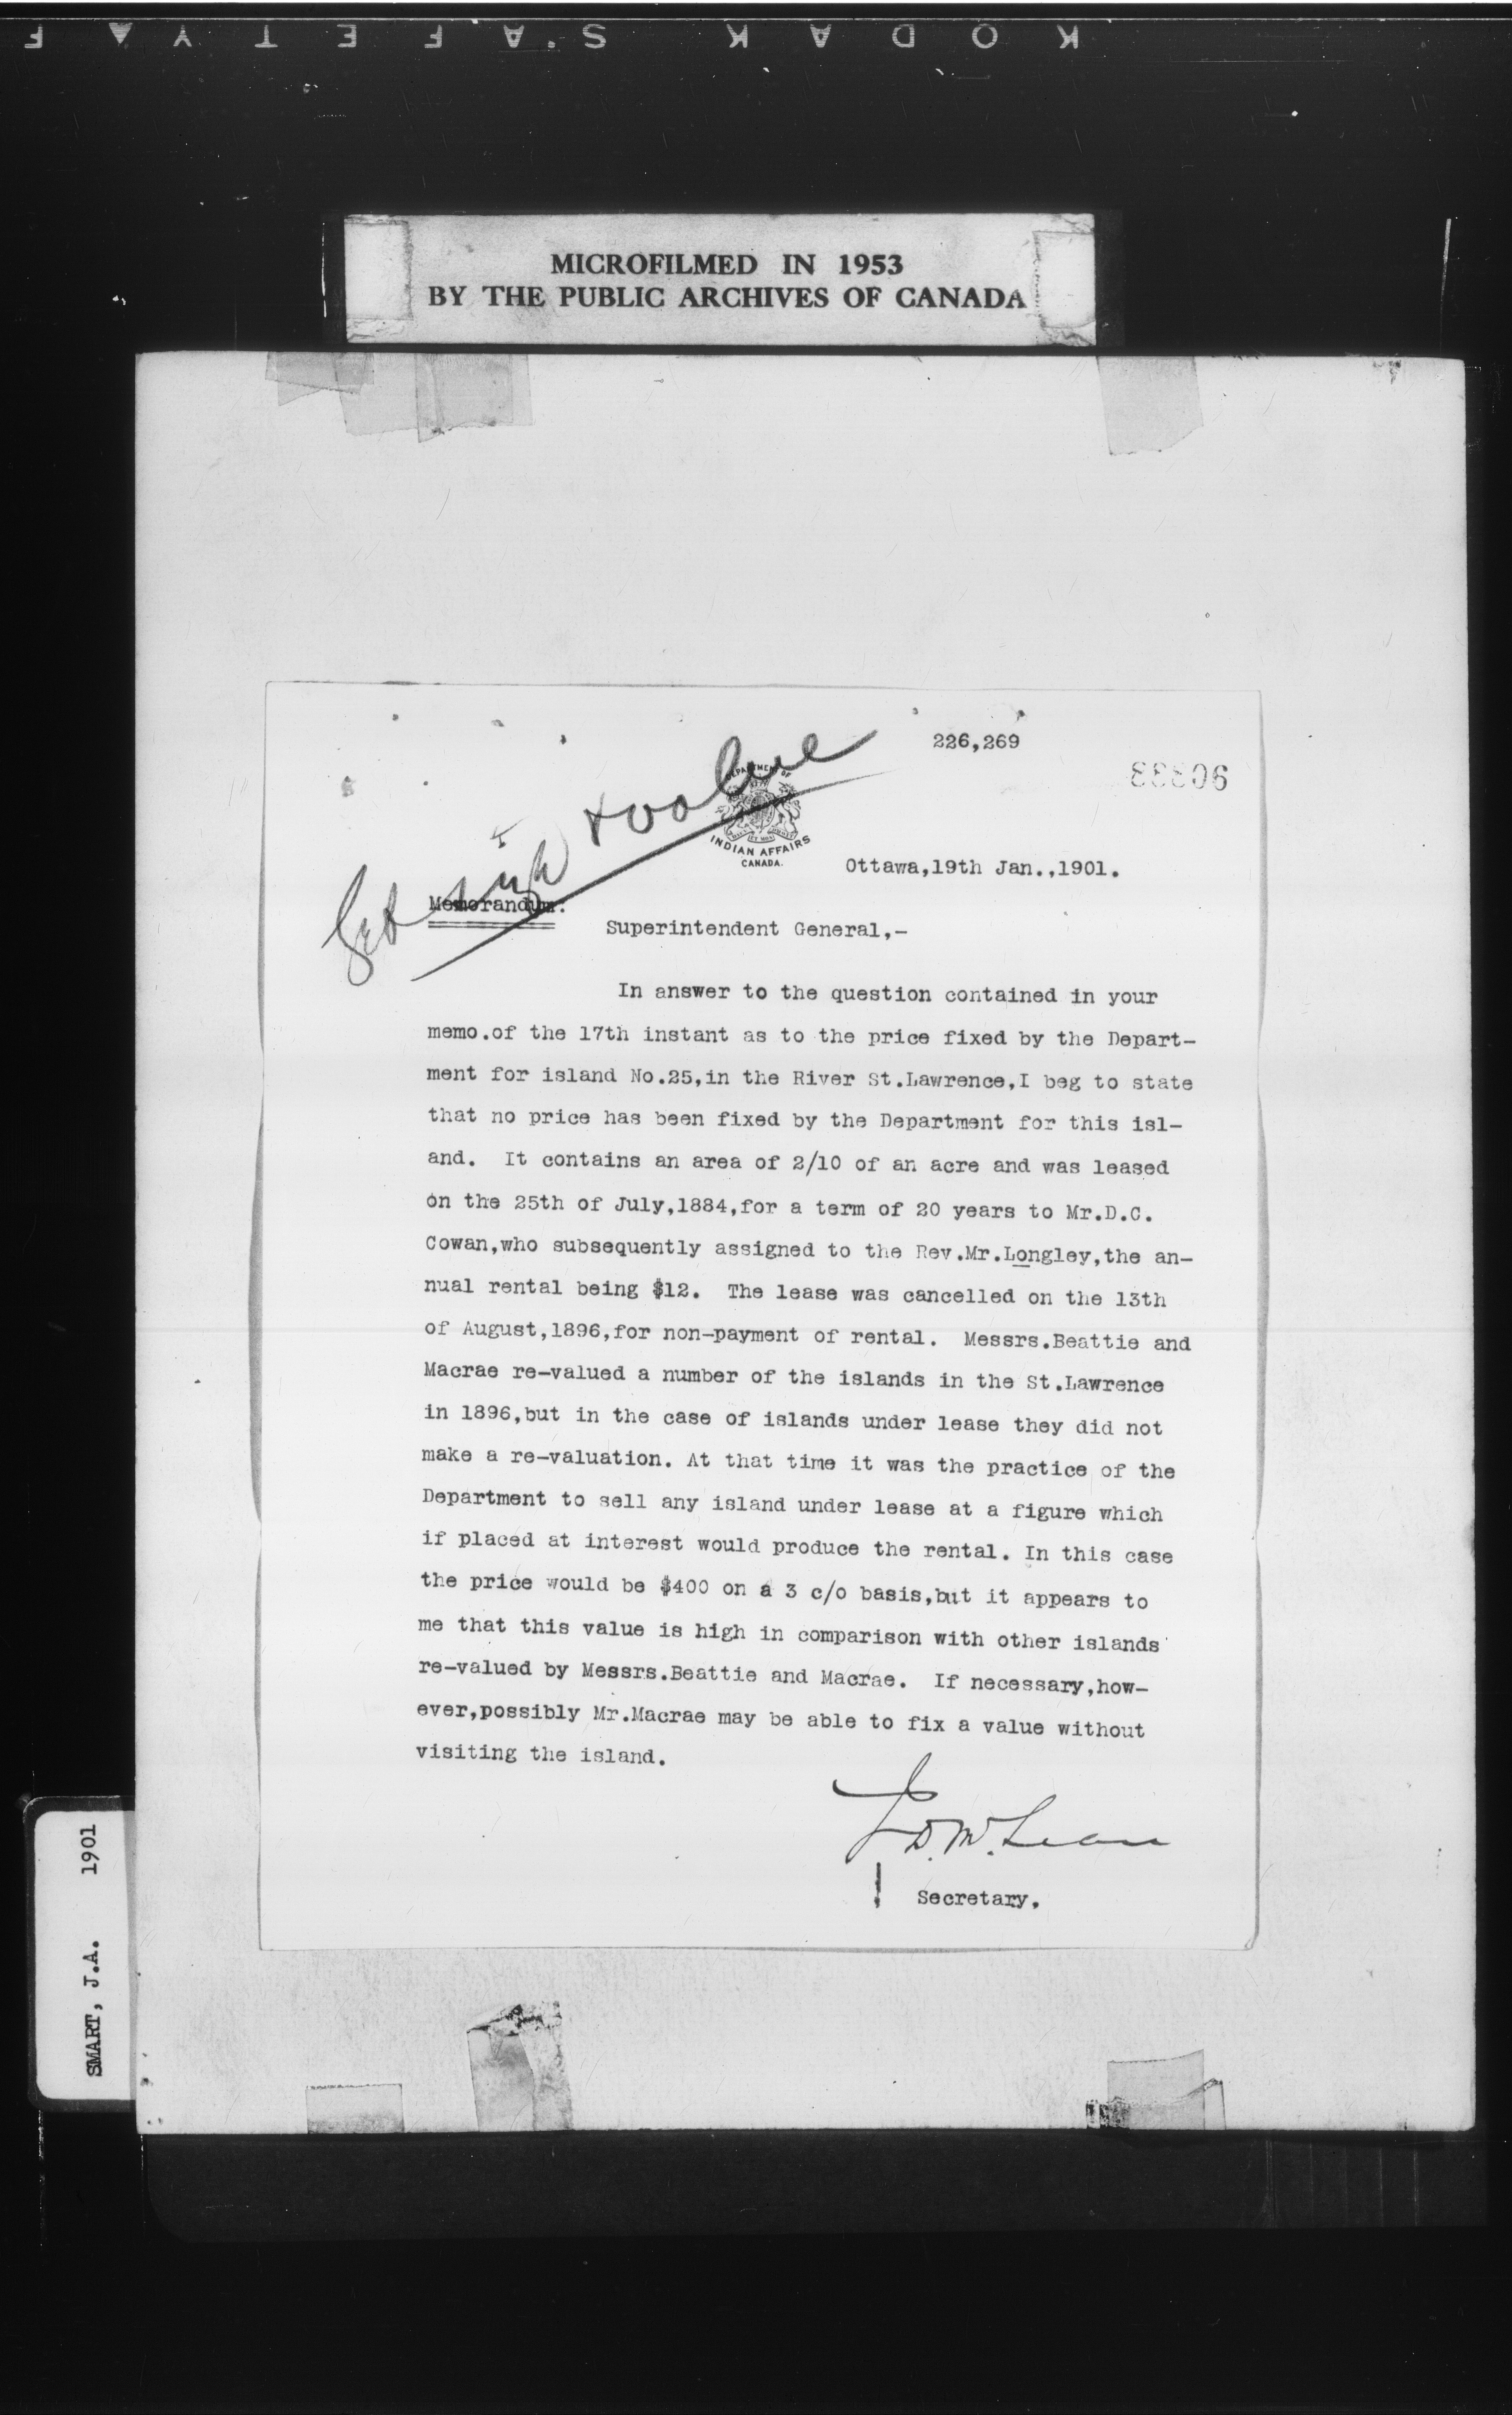 KODAK SAFETY F
MICROFILMED IN 1953
BY THE PUBLIC ARCHIVES OF CANADA
226,269
90333
DEPARTMENT OF
INDIAN AFFAIRS
CANADA.
Ottawa,19th Jan.,1901.
Memorandum:
Superintendent General,-
In answer to the question contained in your
memo.of the 17th instant as to the price fixed by the Depart-
ment for island No.25,in the River St.Lawrence,I beg to state
that no price has been fixed by the Department for this isl-
and. It contains an area of 2/10 of an acre and was leased
on the 25th of July,1884,for a term of 20 years to Mr.D.C.
Cowan,who subsequently assigned to the Rev.Mr.Longley,the an-
nual rental being $12. The lease was cancelled on the 13th
of August,1896,for non-payment of rental. Messrs.Beattie and
Macrae re-valued a number of the islands in the St.Lawrence
in 1896,but in the case of islands under lease they did not
make a re-valuation. At that time it was the practice of the
Department to sell any island under lease at a figure which
if placed at interest would produce the rental. In this case
the price would be $400 on a 3 c/o basis,but it appears to
me that this value is high in comparison with other islands
re-valued by Messrs.Beattie and Macrae. If necessary,how-
ever,possibly Mr.Macrae may be able to fix a value without
visiting the island.
J.D.McLean
Secretary.
SMART, J.A. 1901